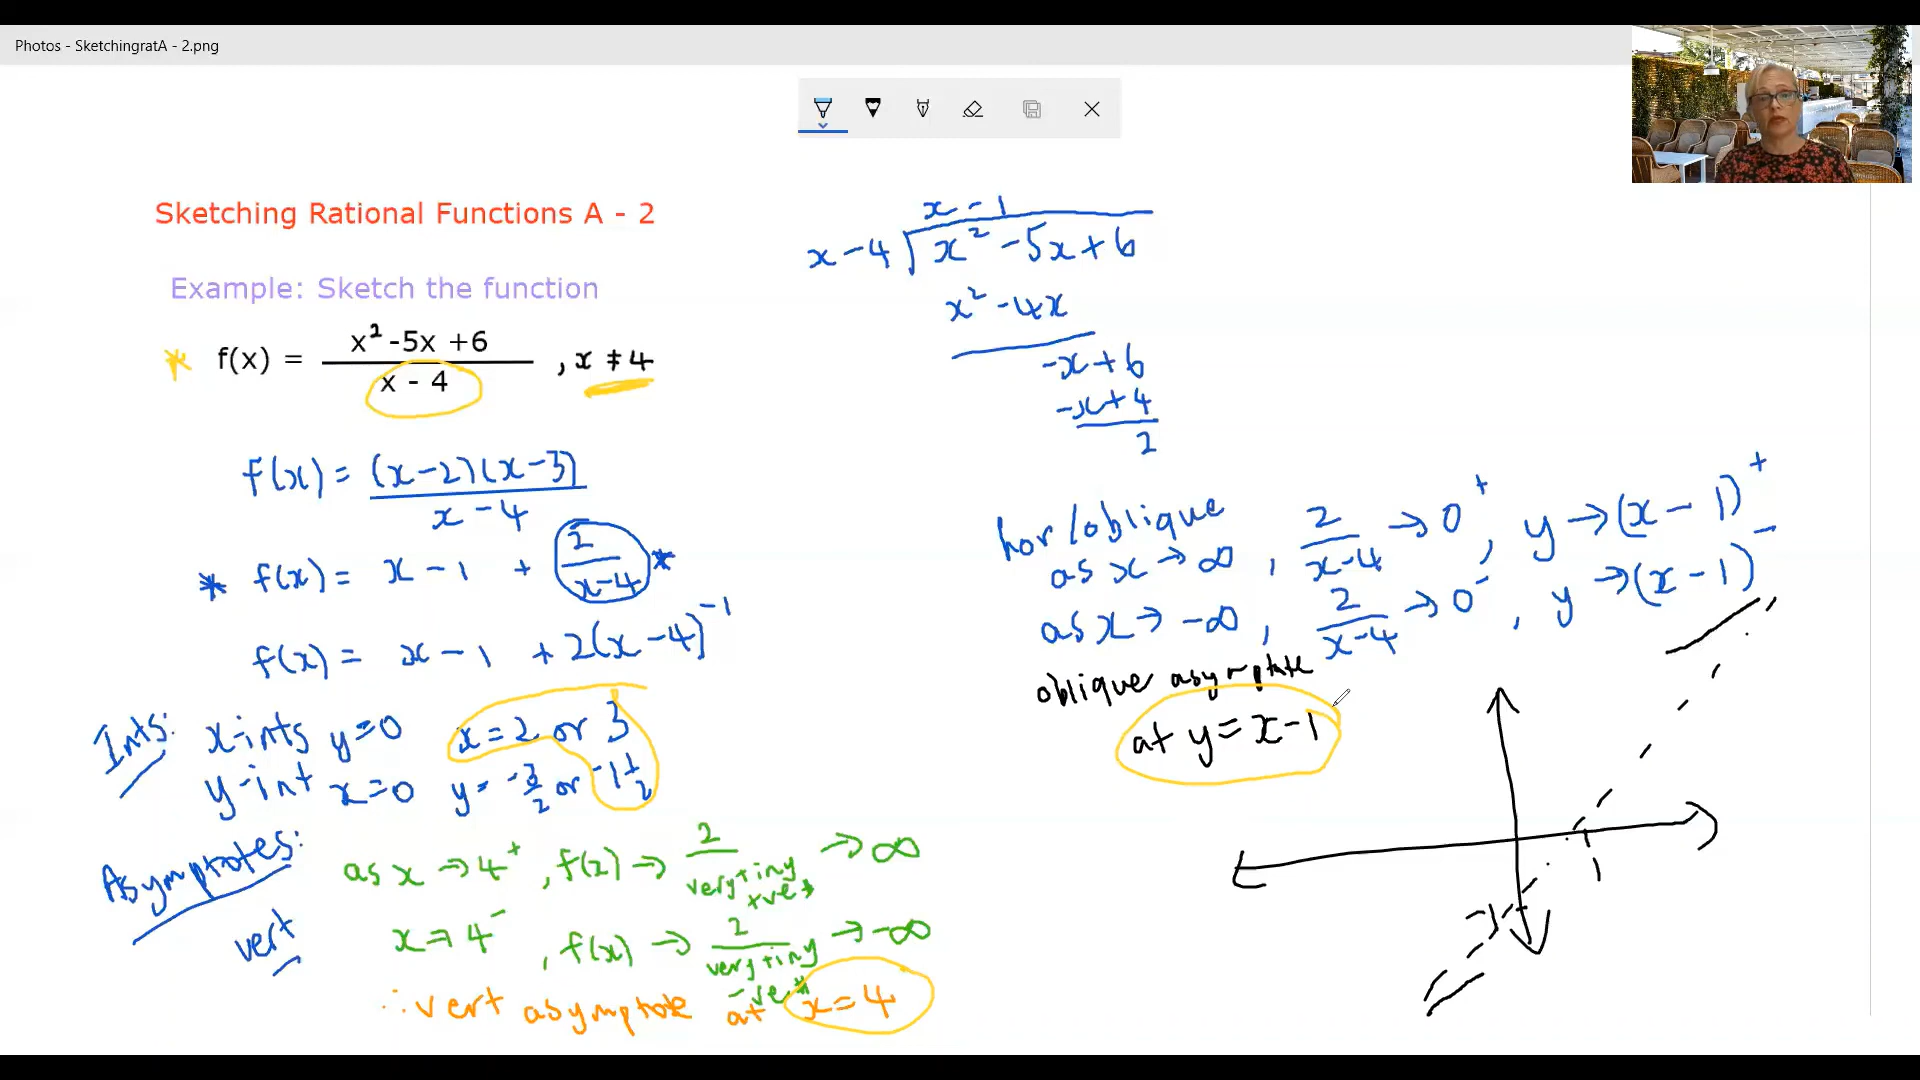 Photos - SketchingratA - 2.png
Sketching Rational Functions A - 2
Example: Sketch the function
* f(x) = x² -5x +6 / x - 4 , x ≠ 4
f(x) = (x-2)(x-3) / x - 4
* f(x) = x - 1 + 2 / x-4 *
f(x) = x - 1 + 2(x-4)⁻¹
Ints: x-ints y=0 x = 2 or 3
y-int x=0 y = -3/2 or -1 1/2
Asymptotes:
vert
as x → 4⁺, f(x) → 2 / very tiny +ve → ∞
x → 4⁻, f(x) → 2 / very tiny -ve → -∞
∴ vert asymptote at x = 4
x - 1
x - 4 x² - 5x + 6
x² - 4x
-x + 6
-x + 4
2
hor/oblique
as x → ∞, 2 / x-4 → 0⁺, y → (x - 1)⁺
as x → -∞, 2 / x-4 → 0⁻, y → (x - 1)⁻
oblique asymptote
at y = x - 1
1
-1